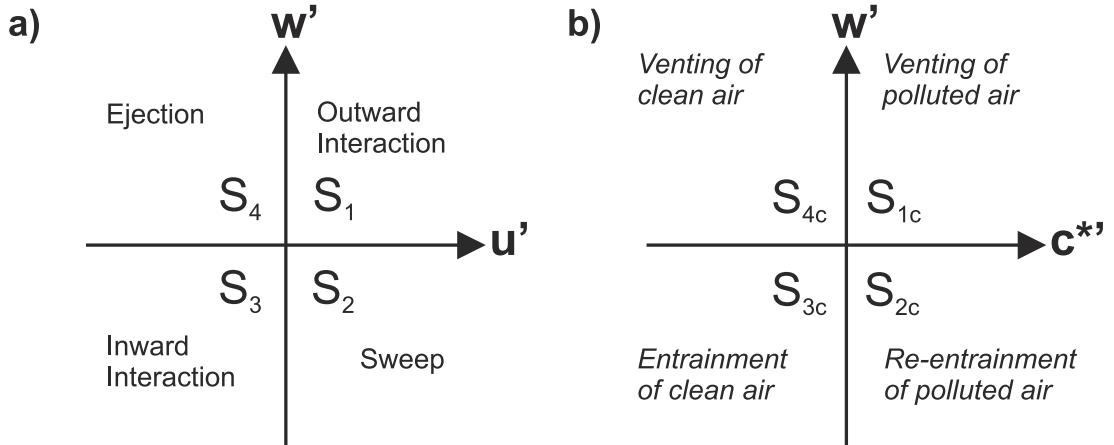 a)
w’
Ejection
Outward
Interaction
S₄
S₁
u’
S₃
S₂
Inward
Interaction
Sweep
b)
w’
Venting of
clean air
Venting of
polluted air
S₄c
S₁c
c*’
S₃c
S₂c
Entrainment
of clean air
Re-entrainment
of polluted air